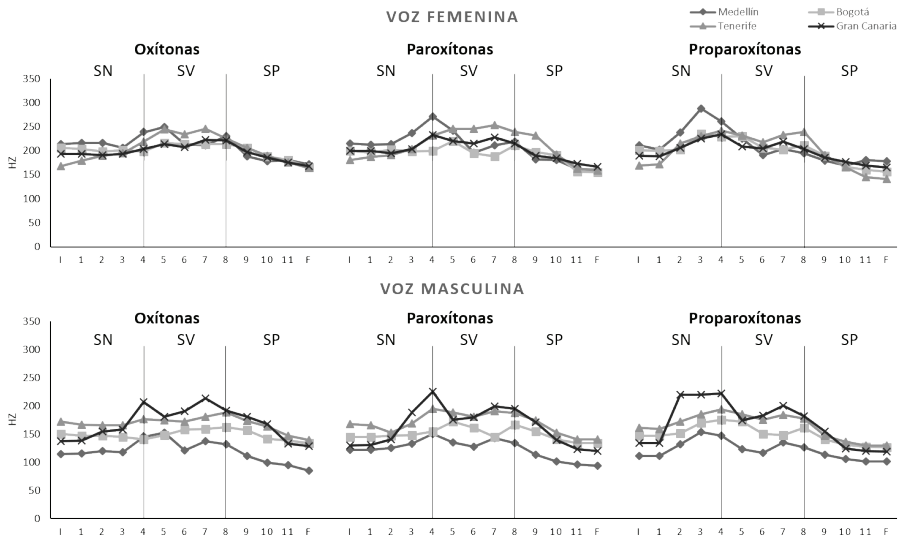 VOZ FEMENINA
Medellín Bogotá
Tenerife Gran Canaria
Oxítonas Paroxítonas Proparoxítonas
SN SV SP SN SV SP SN SV SP
350
300
250
200
150
100
50
0
HZ
I 1 2 3 4 5 6 7 8 9 10 11 F I 1 2 3 4 5 6 7 8 9 10 11 F I 1 2 3 4 5 6 7 8 9 10 11 F
VOZ MASCULINA
Oxítonas Paroxítonas Proparoxítonas
SN SV SP SN SV SP SN SV SP
350
300
250
200
150
100
50
0
HZ
I 1 2 3 4 5 6 7 8 9 10 11 F I 1 2 3 4 5 6 7 8 9 10 11 F I 1 2 3 4 5 6 7 8 9 10 11 F